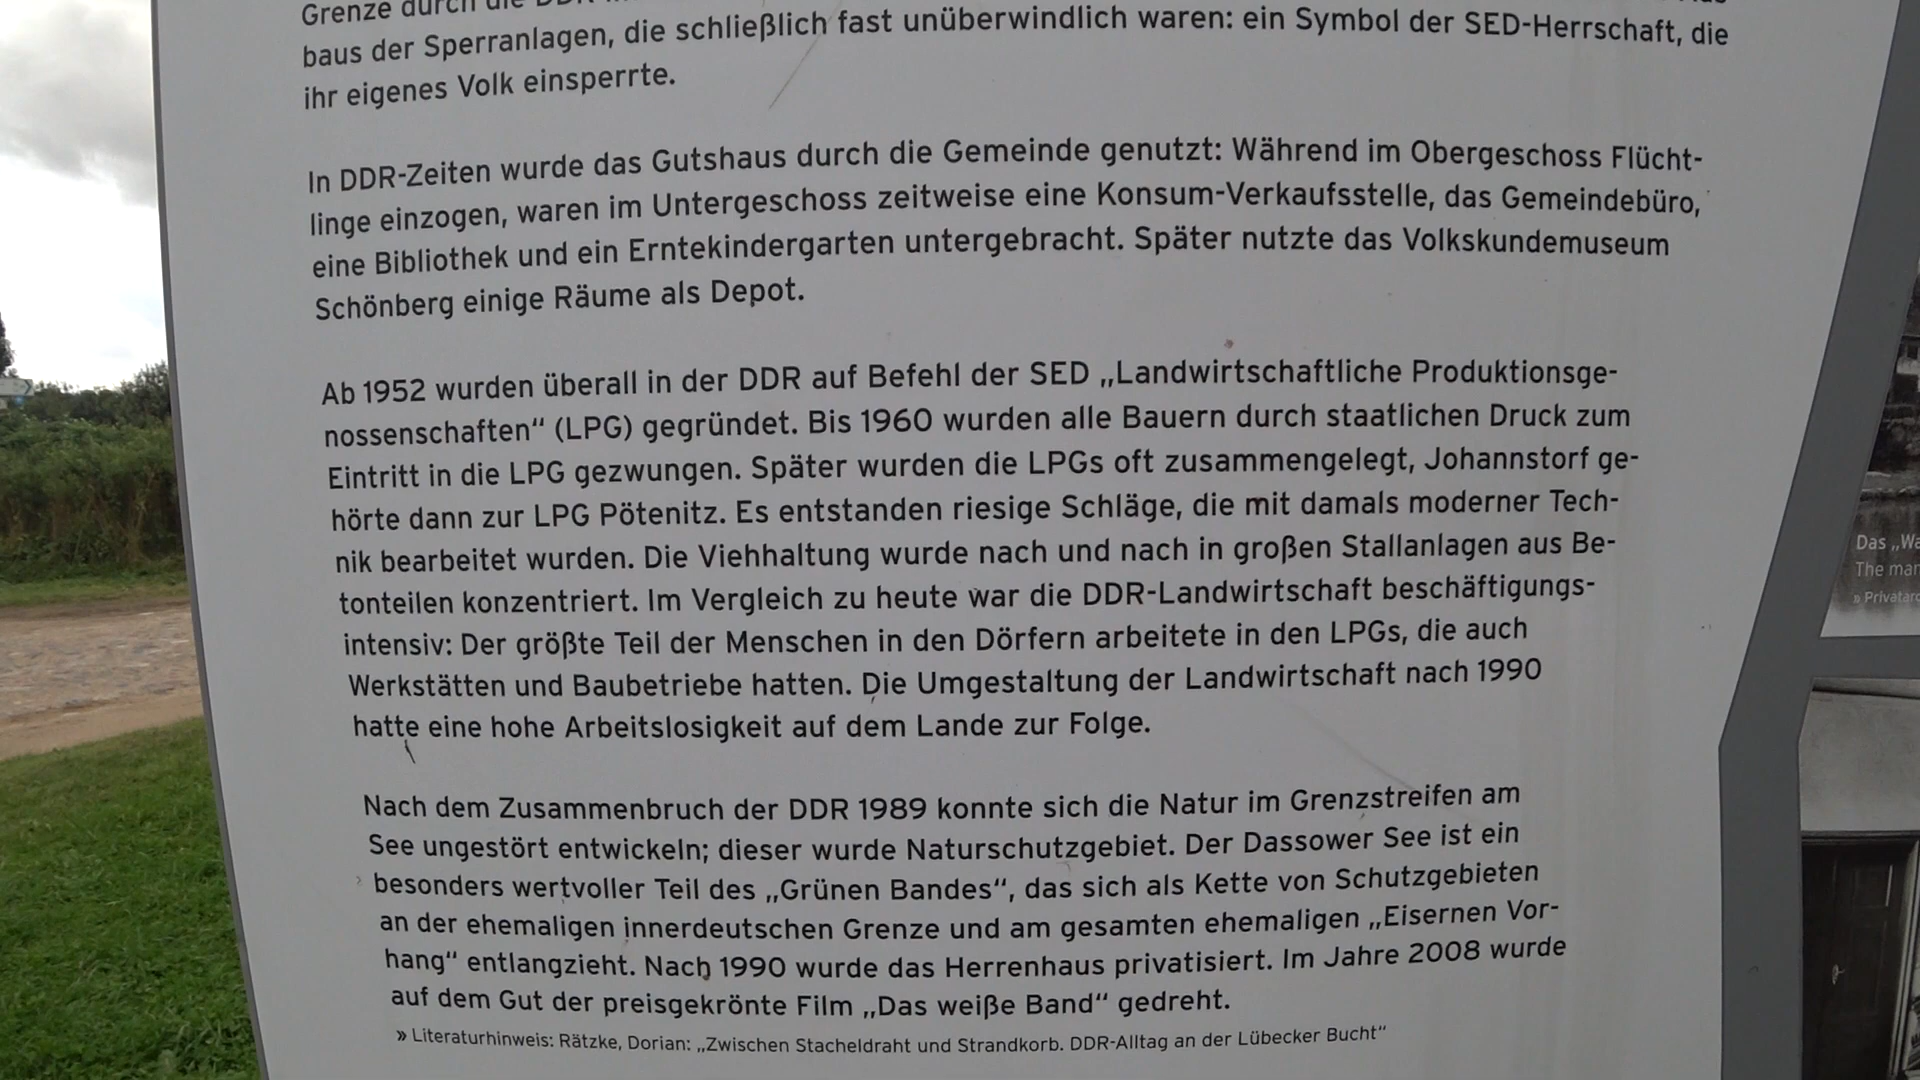 Grenze durch die DDR
baus der Sperranlagen, die schließlich fast unüberwindlich waren: ein Symbol der SED-Herrschaft, die
ihr eigenes Volk einsperrte.
In DDR-Zeiten wurde das Gutshaus durch die Gemeinde genutzt: Während im Obergeschoss Flücht-
linge einzogen, waren im Untergeschoss zeitweise eine Konsum-Verkaufsstelle, das Gemeindebüro,
eine Bibliothek und ein Erntekindergarten untergebracht. Später nutzte das Volkskundemuseum
Schönberg einige Räume als Depot.
Ab 1952 wurden überall in der DDR auf Befehl der SED „Landwirtschaftliche Produktionsge-
nossenschaften“ (LPG) gegründet. Bis 1960 wurden alle Bauern durch staatlichen Druck zum
Eintritt in die LPG gezwungen. Später wurden die LPGs oft zusammengelegt, Johannstorf ge-
hörte dann zur LPG Pötenitz. Es entstanden riesige Schläge, die mit damals moderner Tech-
nik bearbeitet wurden. Die Viehhaltung wurde nach und nach in großen Stallanlagen aus Be-
tonteilen konzentriert. Im Vergleich zu heute war die DDR-Landwirtschaft beschäftigungs-
intensiv: Der größte Teil der Menschen in den Dörfern arbeitete in den LPGs, die auch
Werkstätten und Baubetriebe hatten. Die Umgestaltung der Landwirtschaft nach 1990
hatte eine hohe Arbeitslosigkeit auf dem Lande zur Folge.
Nach dem Zusammenbruch der DDR 1989 konnte sich die Natur im Grenzstreifen am
See ungestört entwickeln; dieser wurde Naturschutzgebiet. Der Dassower See ist ein
besonders wertvoller Teil des „Grünen Bandes“, das sich als Kette von Schutzgebieten
an der ehemaligen innerdeutschen Grenze und am gesamten ehemaligen „Eisernen Vor-
hang“ entlangzieht. Nach 1990 wurde das Herrenhaus privatisiert. Im Jahre 2008 wurde
auf dem Gut der preisgekrönte Film „Das weiße Band“ gedreht.
» Literaturhinweis: Rätzke, Dorian: „Zwischen Stacheldraht und Strandkorb. DDR-Alltag an der Lübecker Bucht“
Das „Wa
The man
» Privatarc